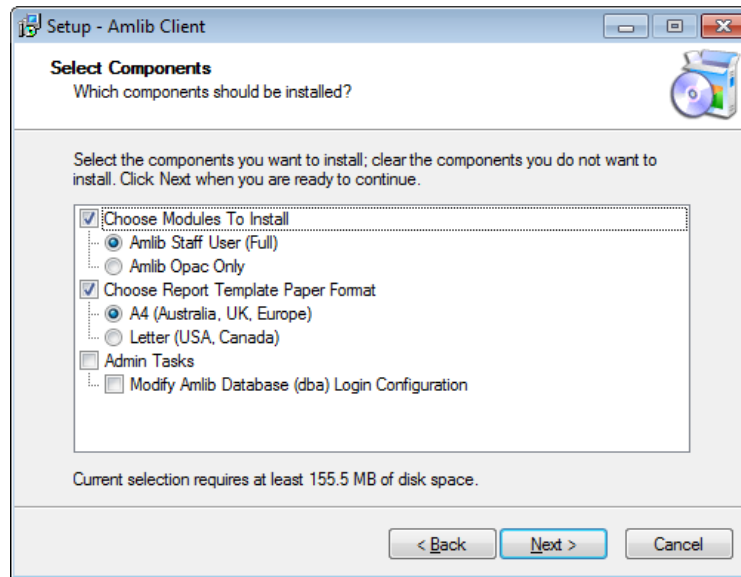 Setup - Amlib Client
Select Components
Which components should be installed?
Select the components you want to install; clear the components you do not want to
install. Click Next when you are ready to continue.
Choose Modules To Install
Amlib Staff User (Full)
Amlib Opac Only
Choose Report Template Paper Format
A4 (Australia, UK, Europe)
Letter (USA, Canada)
Admin Tasks
Modify Amlib Database (dba) Login Configuration
Current selection requires at least 155.5 MB of disk space.
< Back Next > Cancel